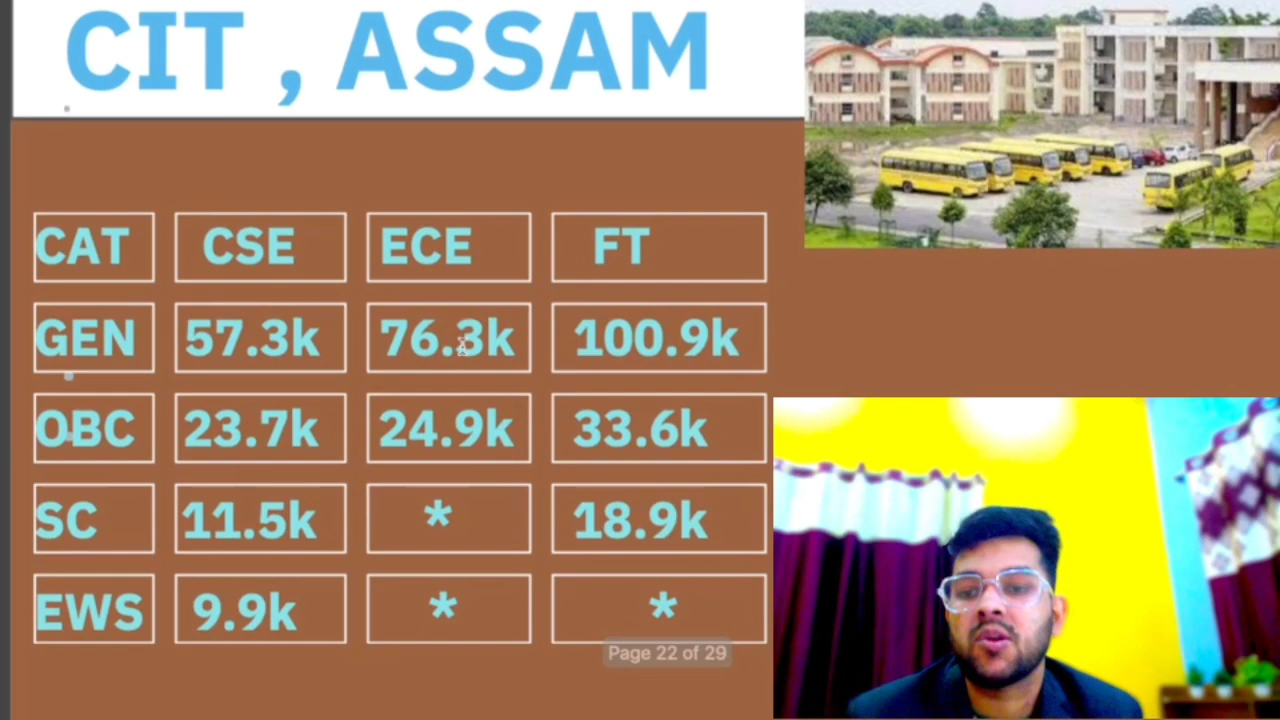 CIT , ASSAM
CAT CSE ECE FT
GEN 57.3k 76.3k 100.9k
OBC 23.7k 24.9k 33.6k
SC 11.5k * 18.9k
EWS 9.9k * *
Page 22 of 29